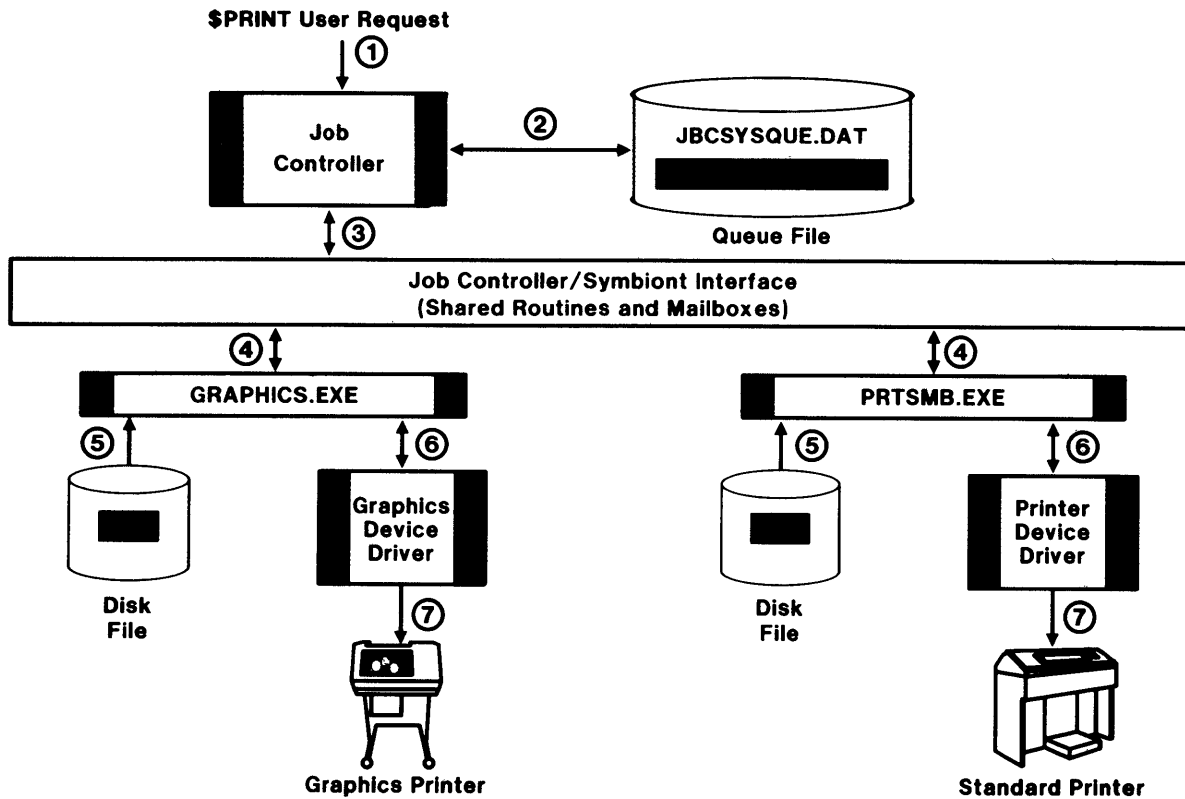 $PRINT User Request
①
Job
Controller
②
JBCSYSQUE.DAT
Queue File
③
Job Controller/Symbiont Interface
(Shared Routines and Mailboxes)
④
④
GRAPHICS.EXE
PRTSMB.EXE
⑤
⑥
⑤
⑥
Graphics
Device
Driver
Printer
Device
Driver
Disk
File
Disk
File
⑦
⑦
Graphics Printer
Standard Printer